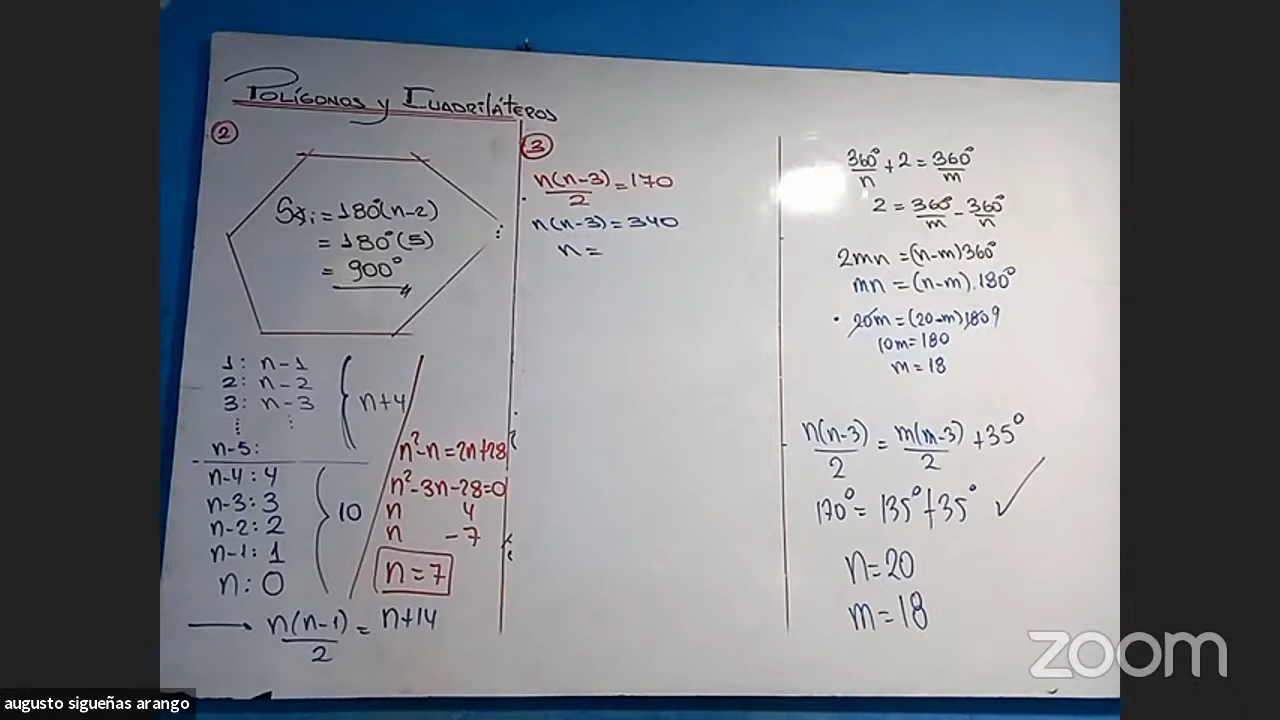 POLÍGONOS y CUADRILÁTEROS
2
S∢i = 180°(n-2)
= 180°(5)
= 900°
1: n-1
2: n-2
3: n-3
⋮ ⋮
n-5:
n+4
n-4: 4
n-3: 3
n-2: 2
n-1: 1
n: 0
10
n(n-1)/2 = n+14
n²-n=2n+28
n²-3n-28=0
n 4
n -7
n=7
3
n(n-3)/2 = 170
n(n-3)=340
n =
360°/n + 2 = 360°/m
2 = 360°/m - 360°/n
2mn = (n-m)360°
mn = (n-m).180°
• 20m = (20-m)180 9
10m = 180
m = 18
n(n-3)/2 = m(m-3)/2 + 35°
170° = 135° + 35° ✓
n=20
m=18
zoom
augusto sigueñas arango